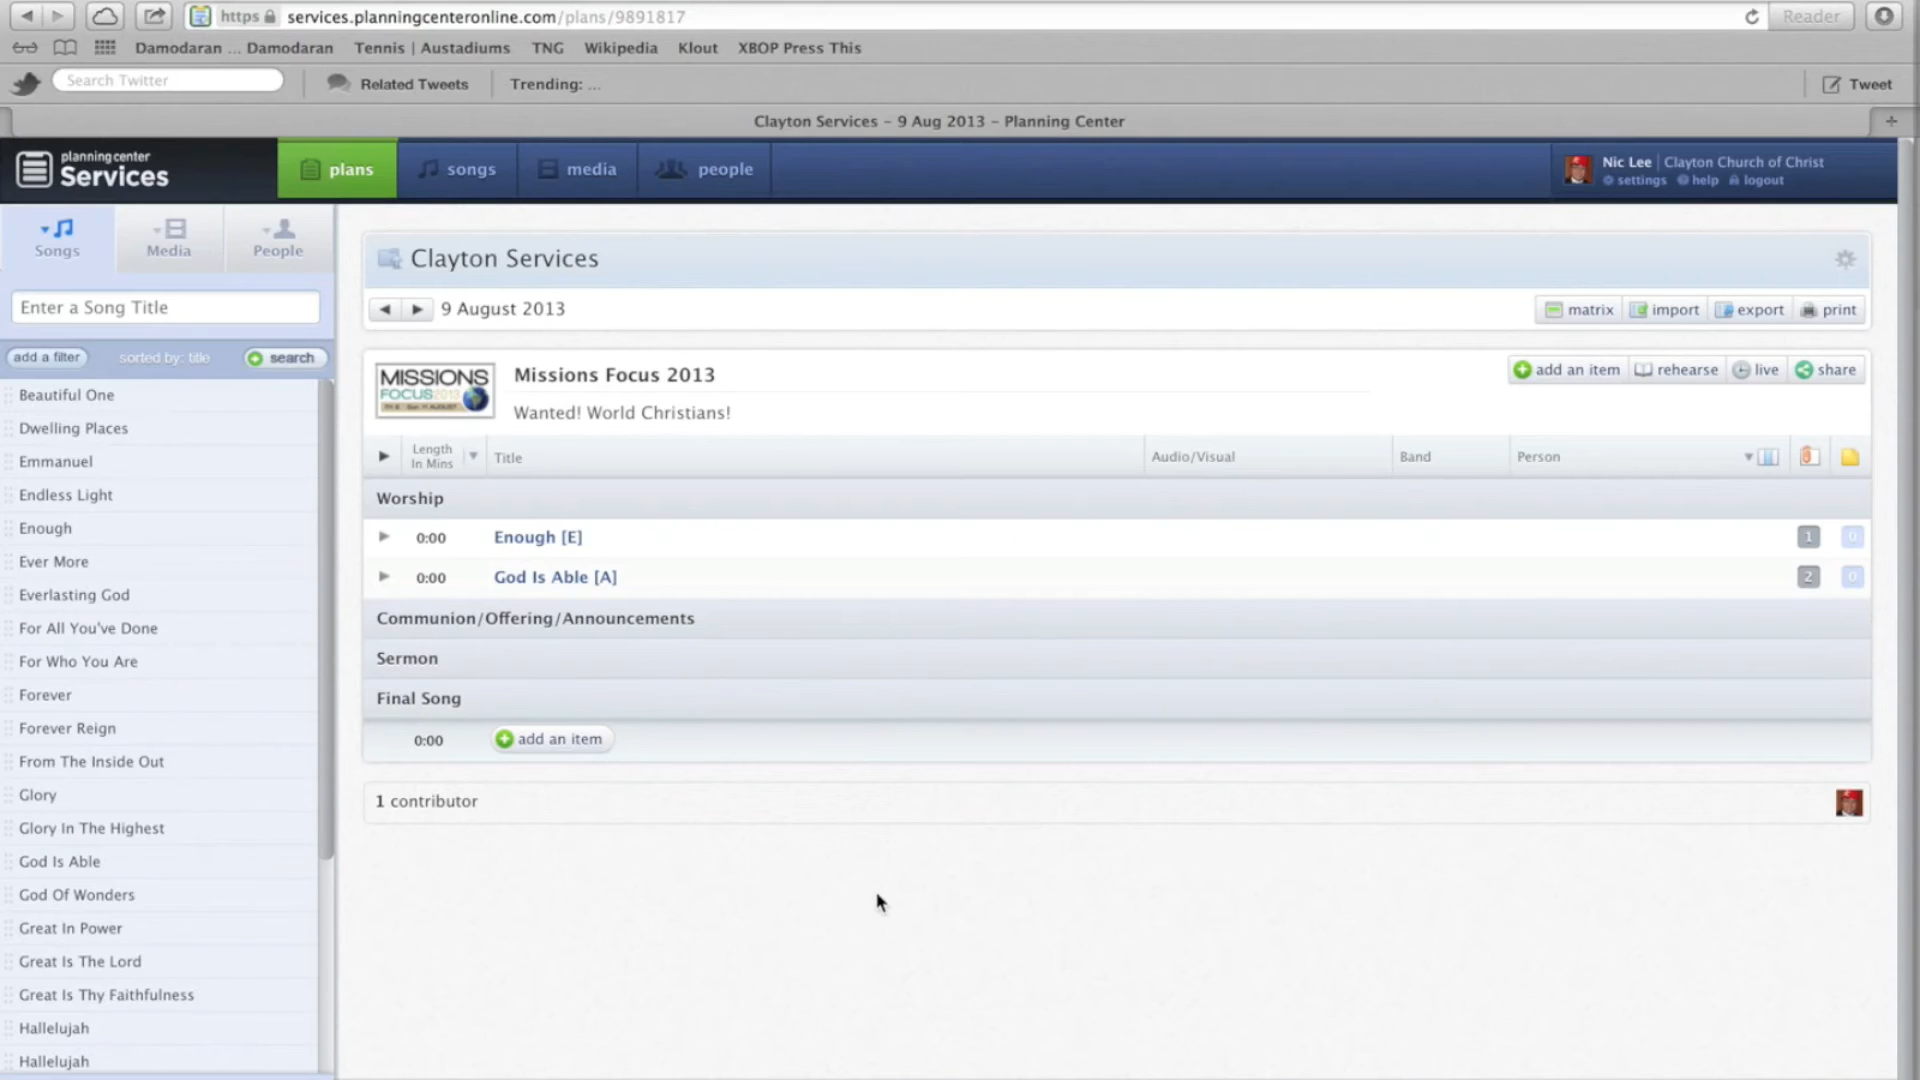 https services.planningcenteronline.com/plans/9891817 Reader
Damodaran ... Damodaran Tennis | Austadiums TNG Wikipedia Klout XBOP Press This
Search Twitter Related Tweets Trending: ... Tweet
Clayton Services – 9 Aug 2013 – Planning Center
planning center
Services
plans songs media people
Nic Lee | Clayton Church of Christ
settings help logout
Songs Media People
Enter a Song Title
add a filter sorted by: title search
Beautiful One
Dwelling Places
Emmanuel
Endless Light
Enough
Ever More
Everlasting God
For All You've Done
For Who You Are
Forever
Forever Reign
From The Inside Out
Glory
Glory In The Highest
God Is Able
God Of Wonders
Great In Power
Great Is The Lord
Great Is Thy Faithfulness
Hallelujah
Hallelujah
Clayton Services
9 August 2013
matrix import export print
MISSIONS
FOCUS 2013
Missions Focus 2013
Wanted! World Christians!
add an item rehearse live share
Length
In Mins
Title Audio/Visual Band Person
Worship
0:00 Enough [E] 1 0
0:00 God Is Able [A] 2 0
Communion/Offering/Announcements
Sermon
Final Song
0:00 add an item
1 contributor